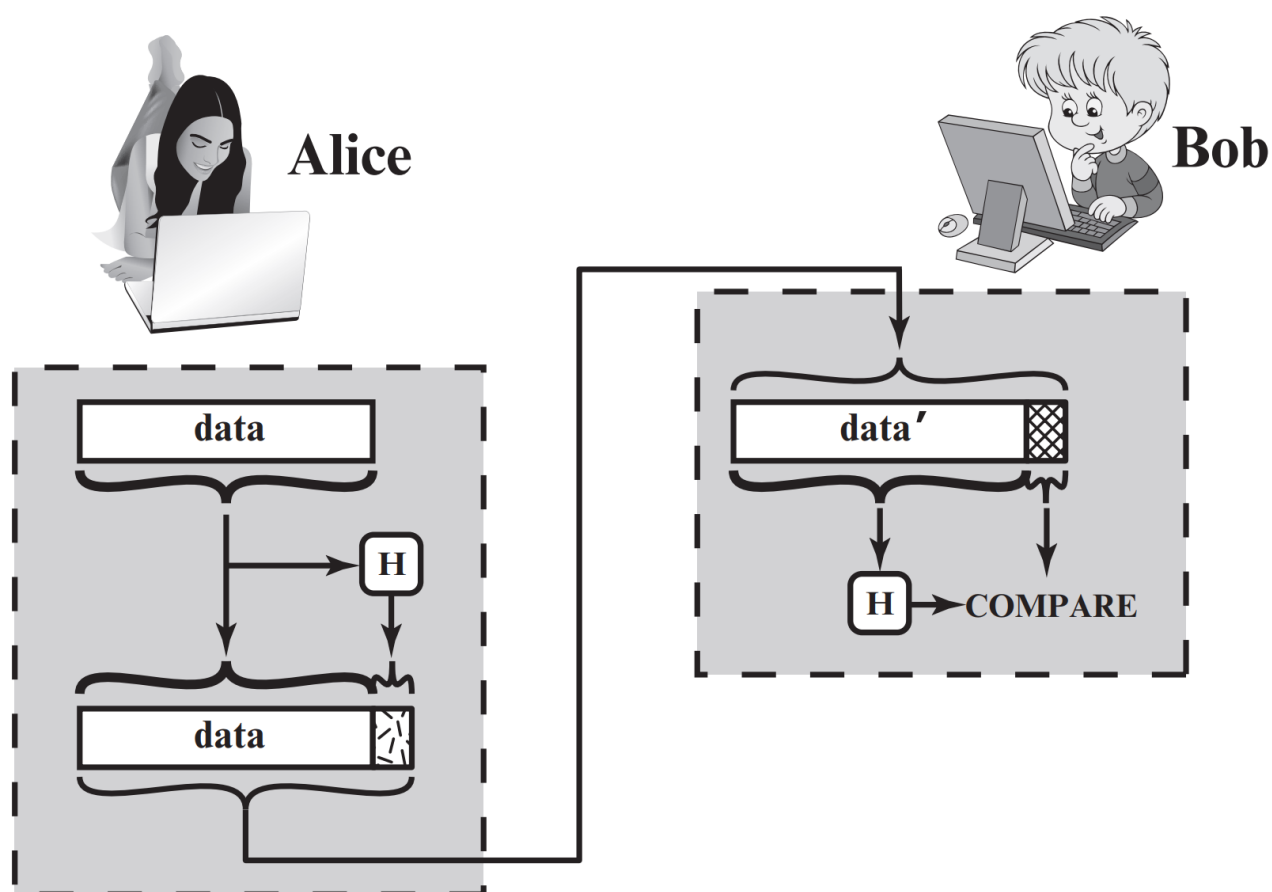 Alice
Bob
data
H
data
data′
H
COMPARE